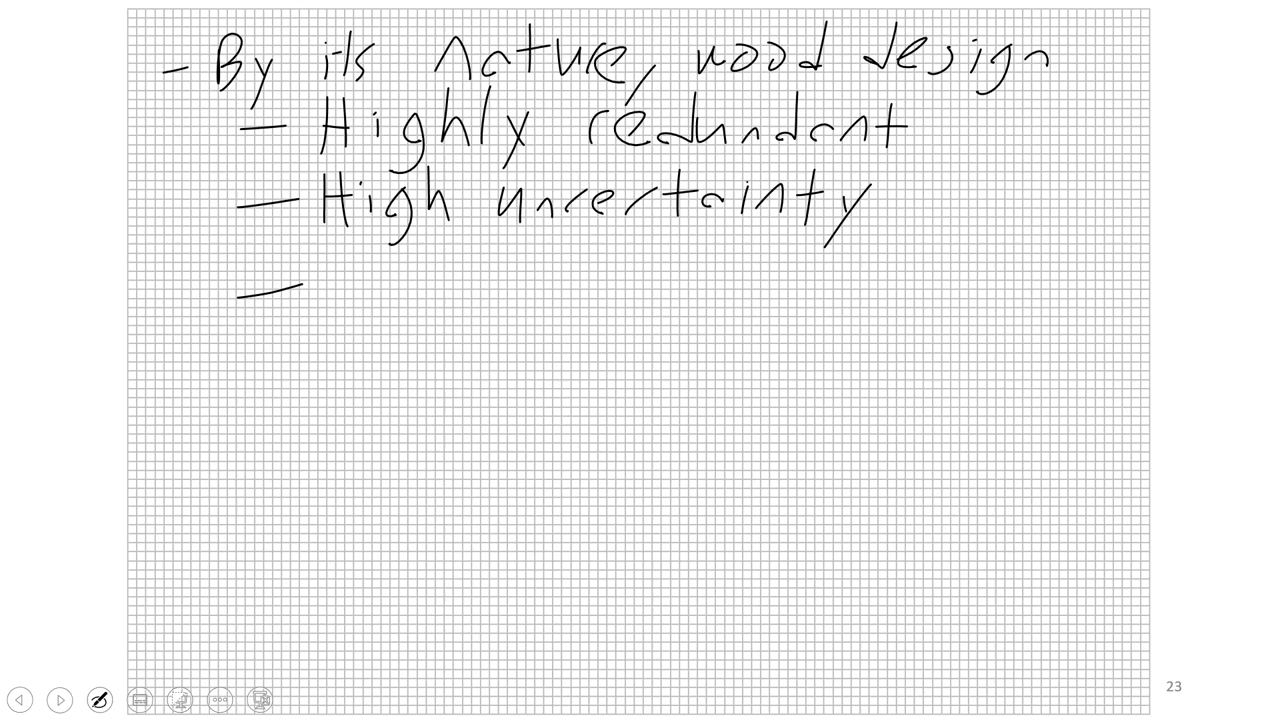 - By its nature, wood design
- Highly redundant
- High uncertainty
-
23